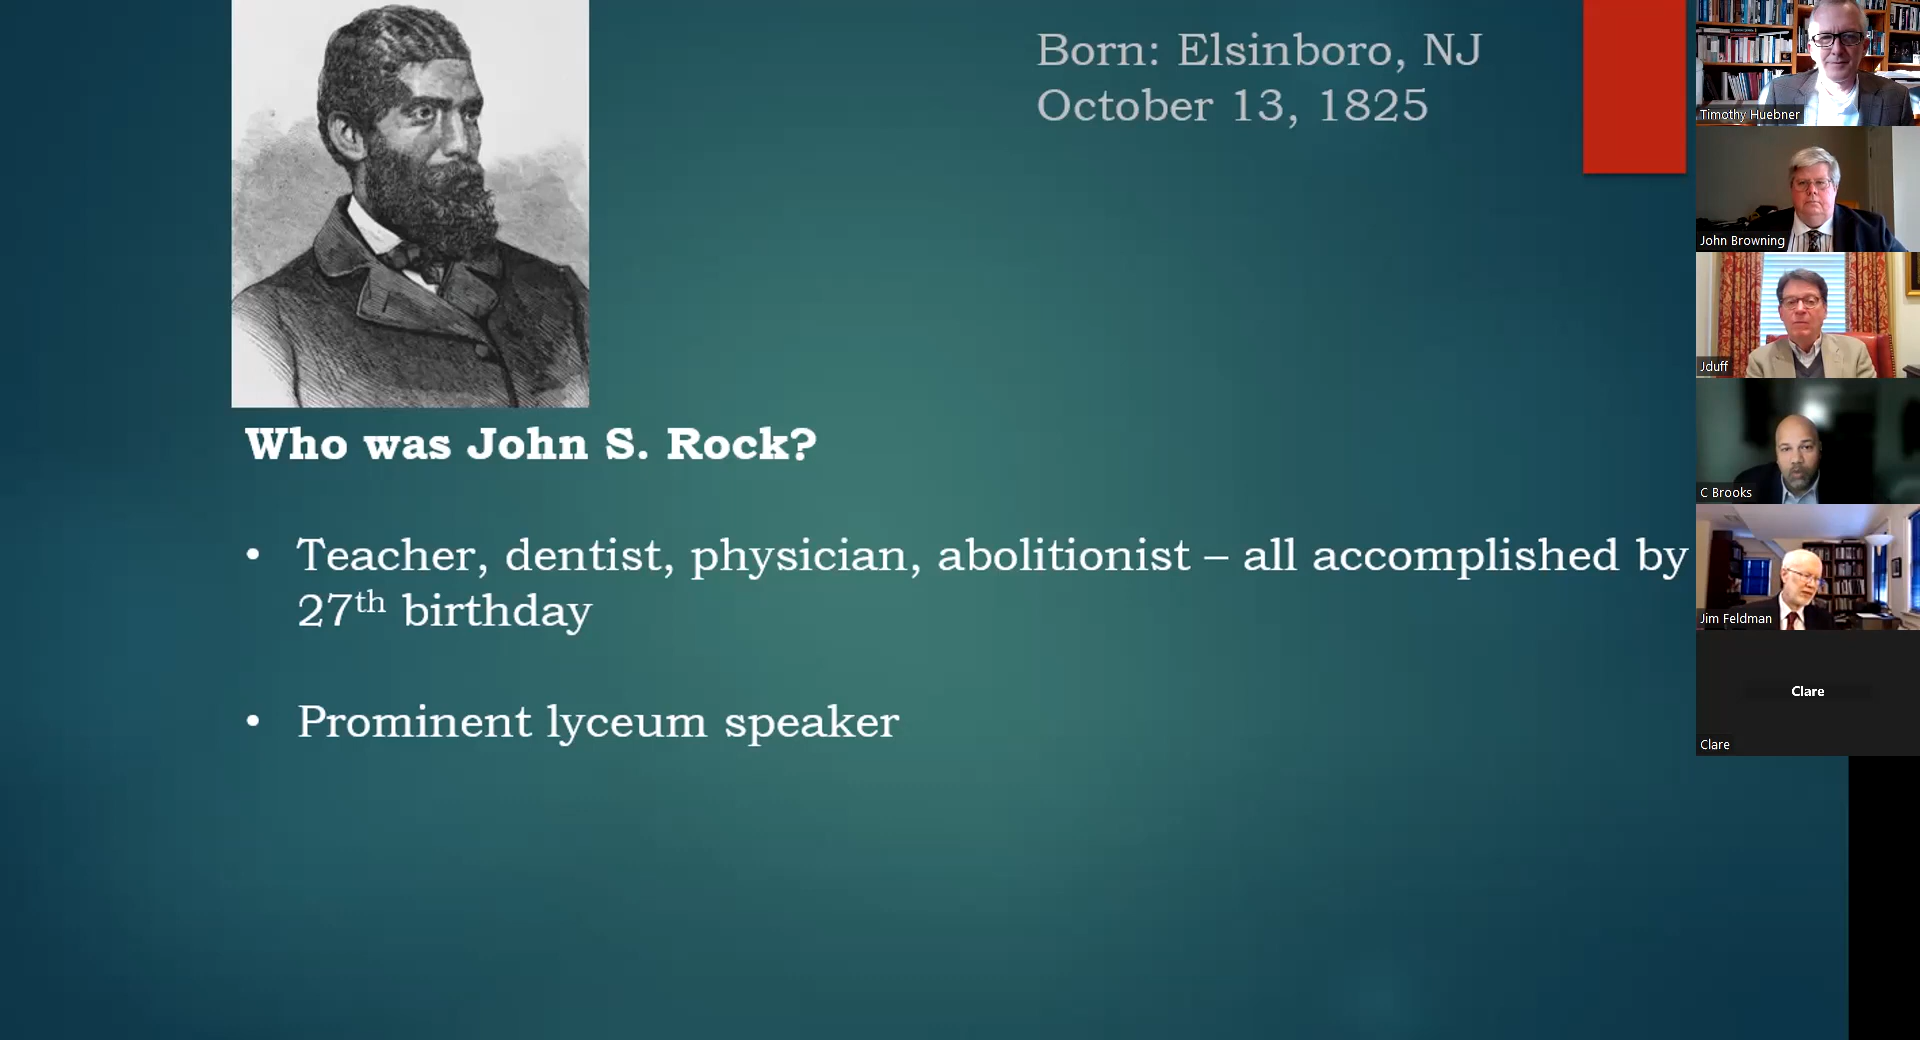 Born: Elsinboro, NJ
October 13, 1825
Who was John S. Rock?
• Teacher, dentist, physician, abolitionist – all accomplished by
27th birthday
• Prominent lyceum speaker
Timothy Huebner
John Browning
Jduff
C Brooks
Jim Feldman
Clare
Clare